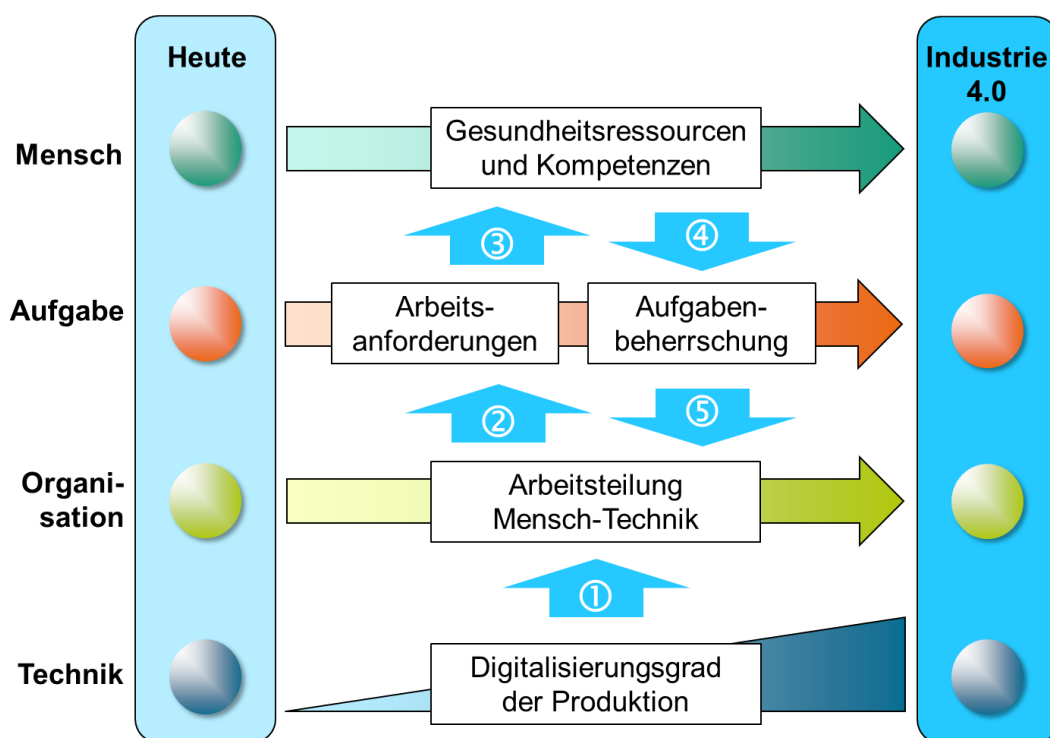 Heute
Industrie
4.0
Mensch
Gesundheitsressourcen
und Kompetenzen
③
④
Aufgabe
Arbeits-
anforderungen
Aufgaben-
beherrschung
②
⑤
Organi-
sation
Arbeitsteilung
Mensch-Technik
①
Technik
Digitalisierungsgrad
der Produktion